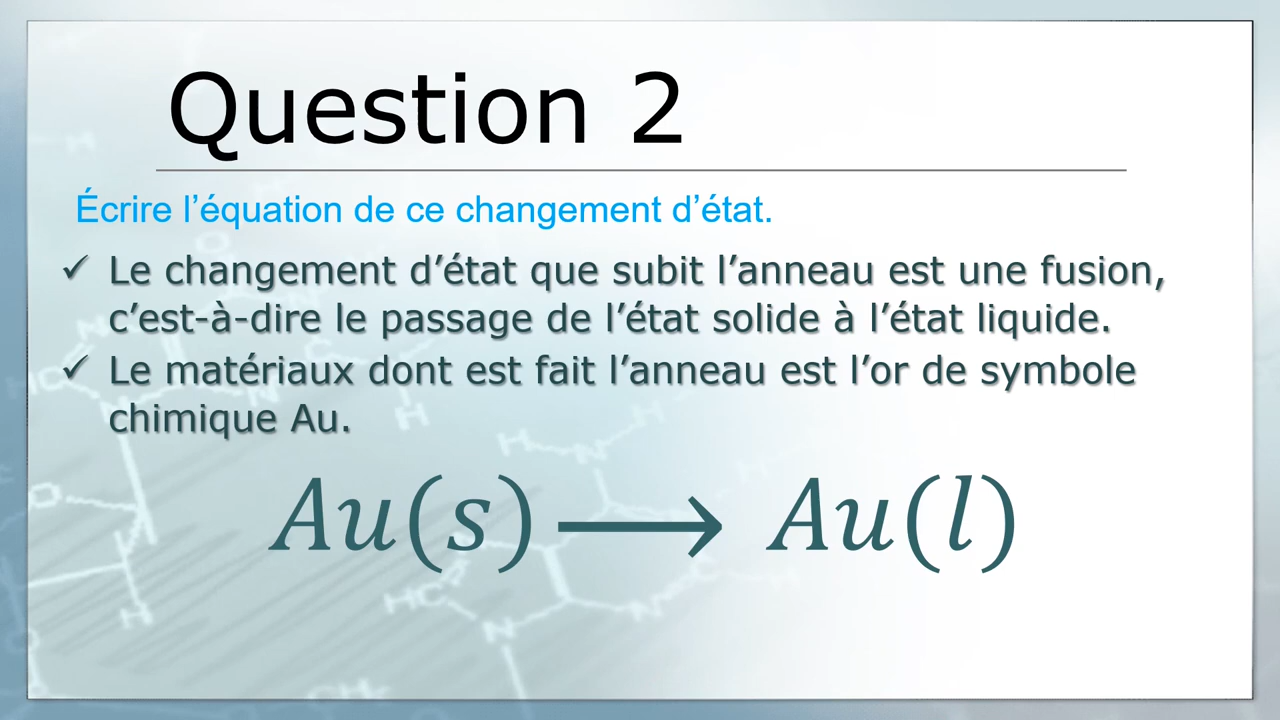 Question 2
Écrire l’équation de ce changement d’état.
✓ Le changement d’état que subit l’anneau est une fusion,
c’est-à-dire le passage de l’état solide à l’état liquide.
✓ Le matériaux dont est fait l’anneau est l’or de symbole
chimique Au.
Au(s) ⟶ Au(l)